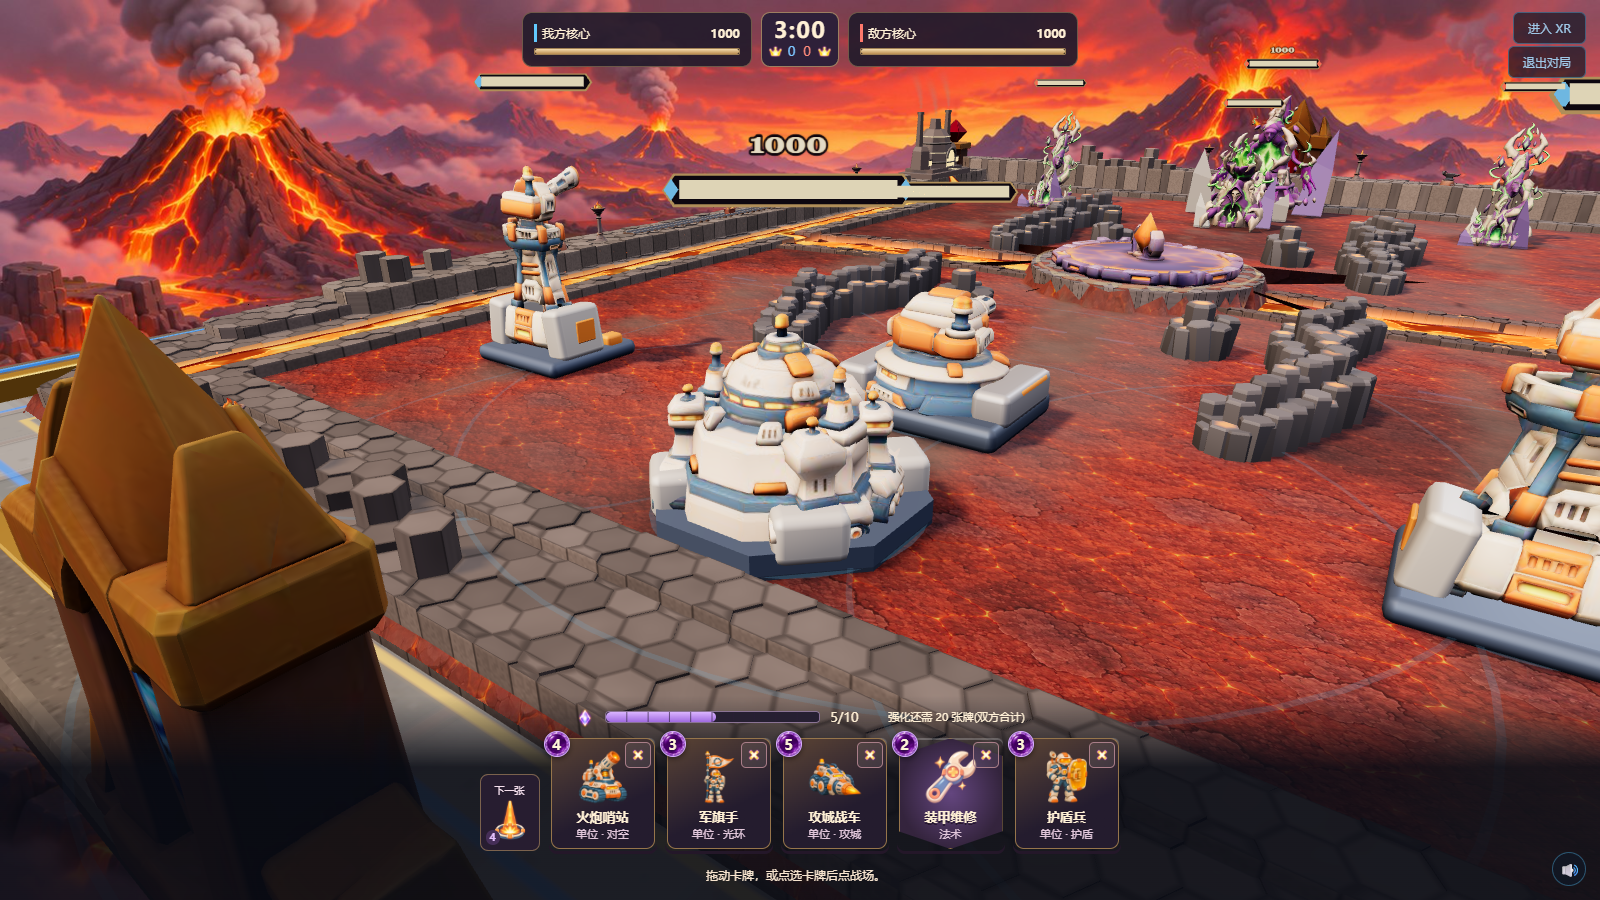 我方核心 1000
3:00
0 0
敌方核心 1000
进入 XR
退出对局
1000
1000
5/10
强化还需 20 张牌(双方合计)
下一张
4
4
火炮哨站
单位 · 对空
3
军旗手
单位 · 光环
5
攻城战车
单位 · 攻城
2
装甲维修
法术
3
护盾兵
单位 · 护盾
拖动卡牌，或点选卡牌后点战场。